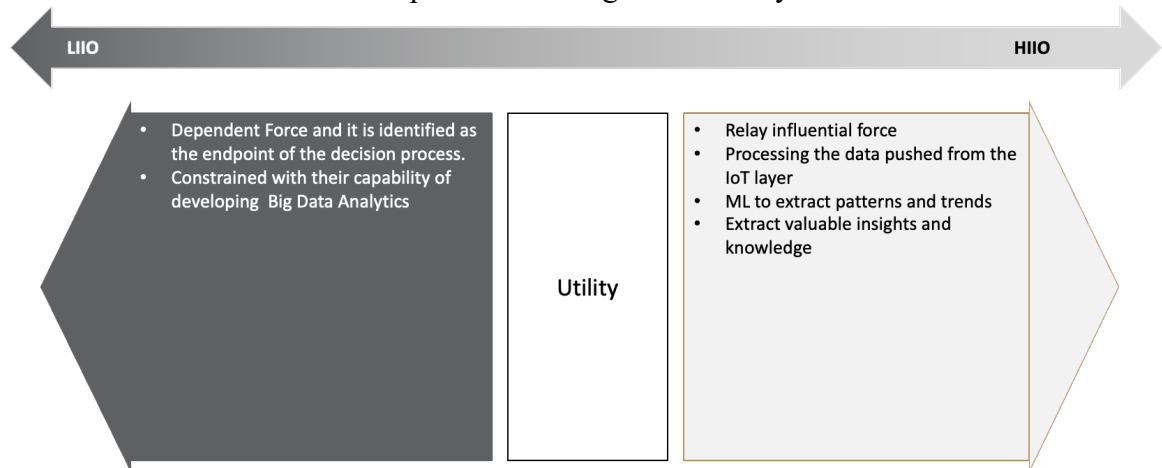 LIIO
HIIO
• Dependent Force and it is identified as
the endpoint of the decision process.
• Constrained with their capability of
developing Big Data Analytics
Utility
• Relay influential force
• Processing the data pushed from the
IoT layer
• ML to extract patterns and trends
• Extract valuable insights and
knowledge